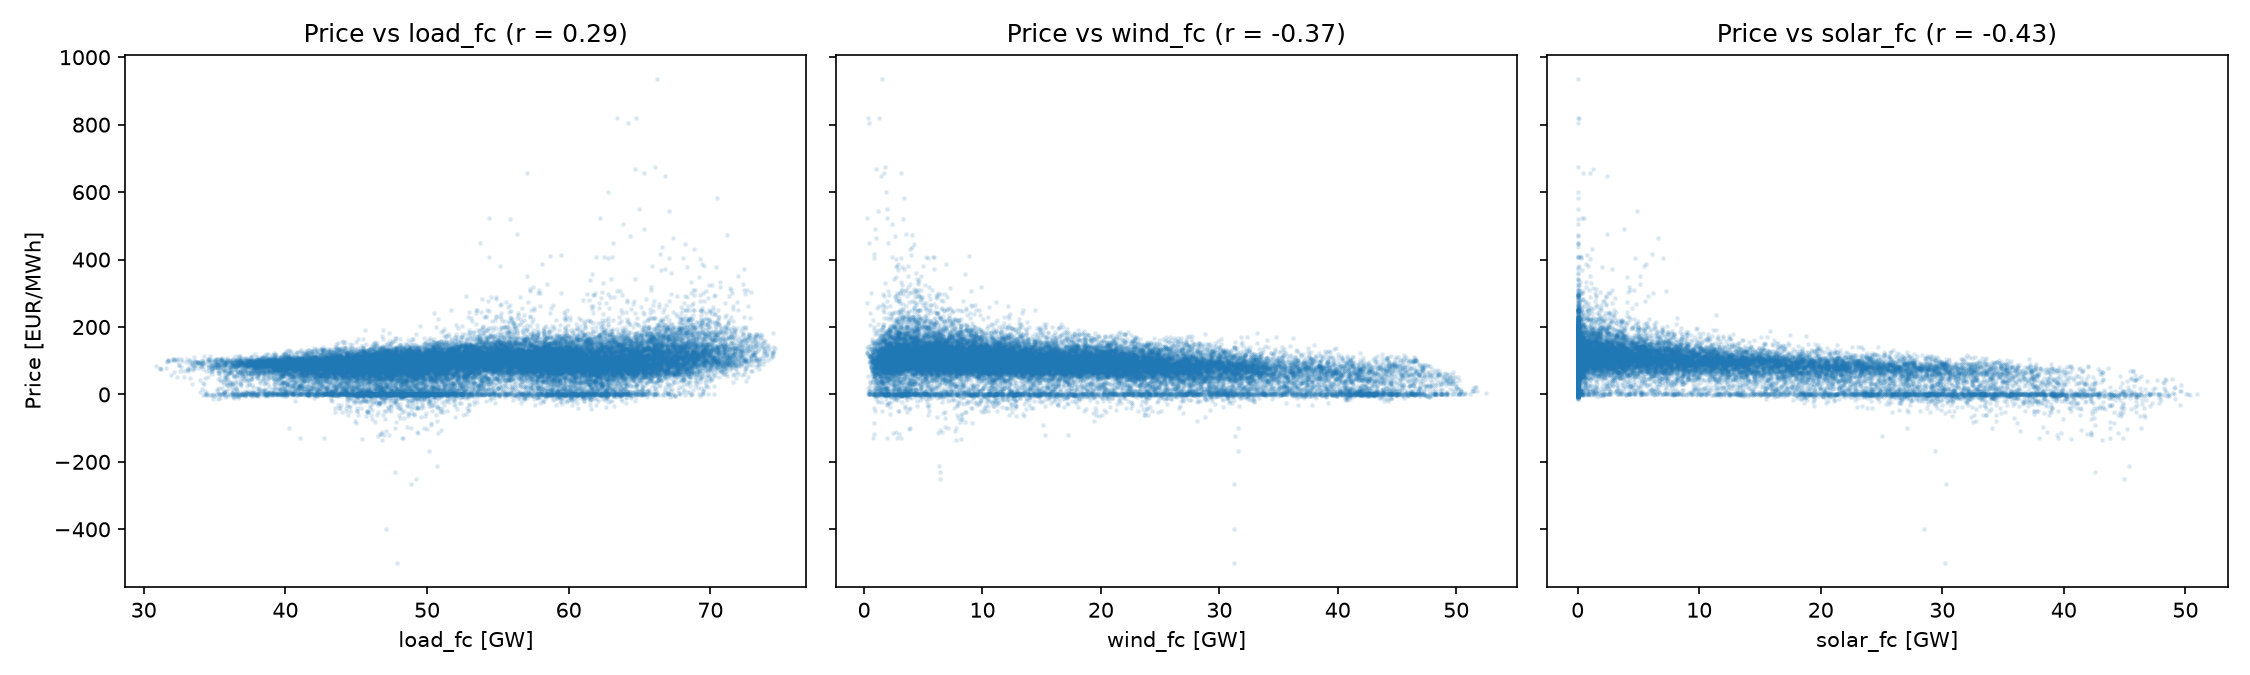 Price vs load_fc (r = 0.29)
Price vs wind_fc (r = -0.37)
Price vs solar_fc (r = -0.43)
Price [EUR/MWh]
1000
800
600
400
200
0
−200
−400
30 40 50 60 70
0 10 20 30 40 50
0 10 20 30 40 50
load_fc [GW]
wind_fc [GW]
solar_fc [GW]